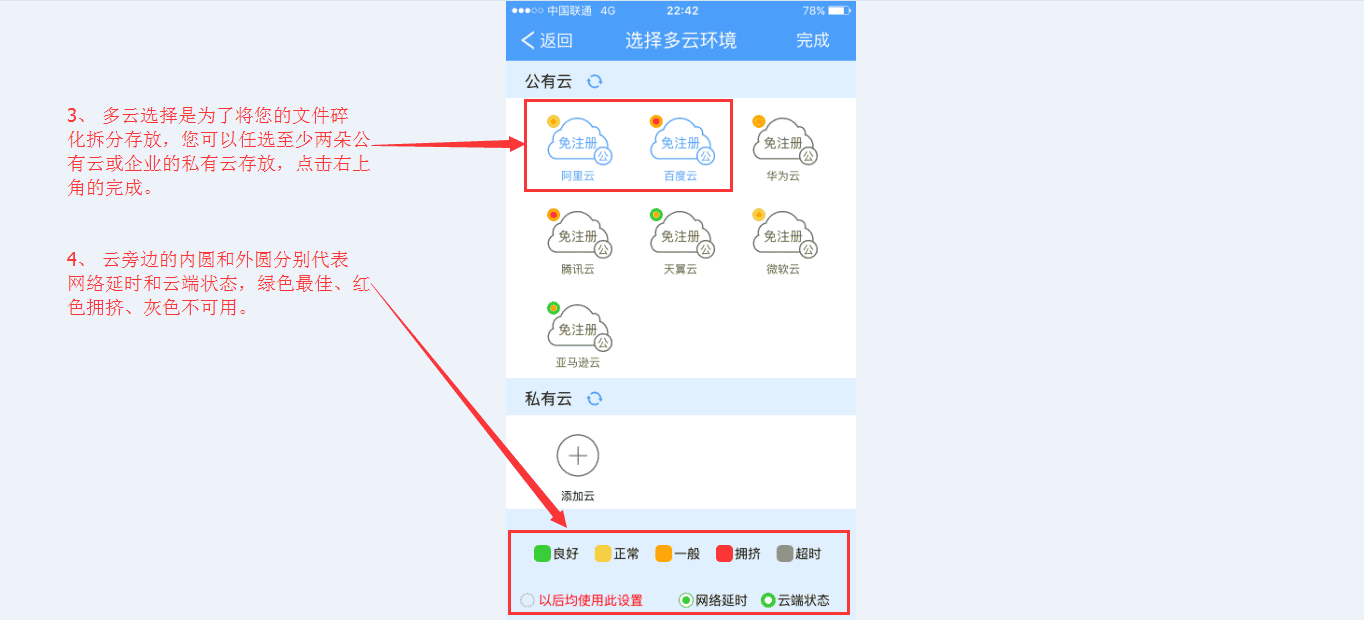 中国联通 4G 22:42 78%
返回 选择多云环境 完成
公有云
3、 多云选择是为了将您的文件碎
化拆分存放，您可以任选至少两朵公
有云或企业的私有云存放，点击右上
角的完成。
免注册 公 免注册 公 免注册 公
阿里云 百度云 华为云
免注册 公 免注册 公 免注册 公
腾讯云 天翼云 微软云
4、 云旁边的内圆和外圆分别代表
网络延时和云端状态，绿色最佳、红
色拥挤、灰色不可用。
免注册 公
亚马逊云
私有云
添加云
良好 正常 一般 拥挤 超时
以后均使用此设置 网络延时 云端状态